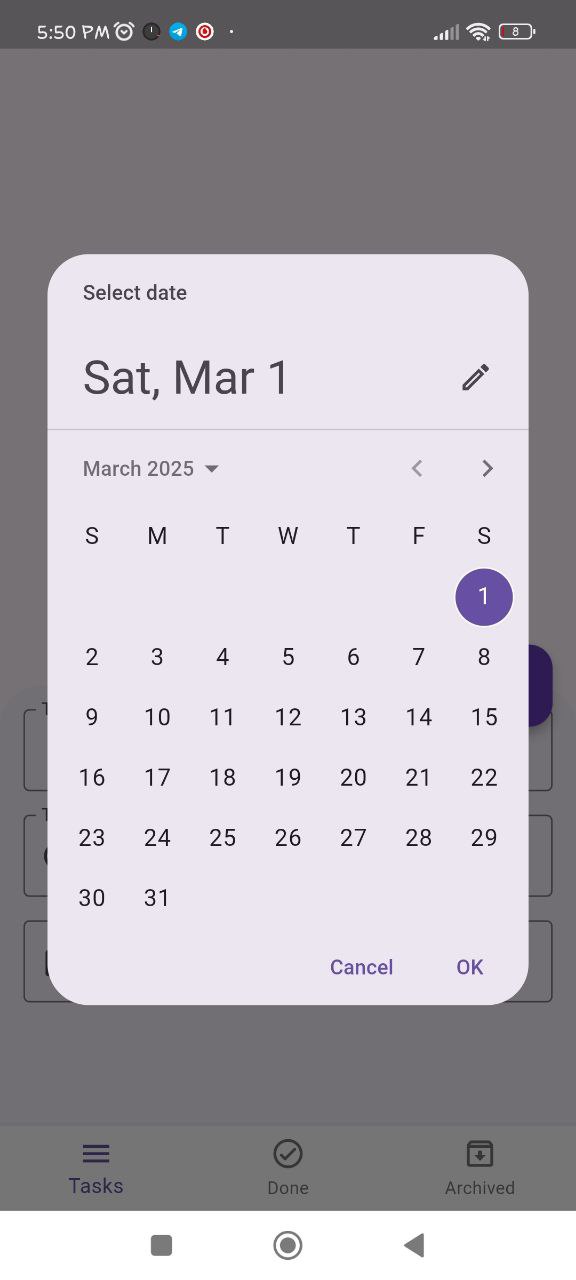 5:50 PM
8
Select date
Sat, Mar 1
March 2025
S M T W T F S
1
2 3 4 5 6 7 8
9 10 11 12 13 14 15
16 17 18 19 20 21 22
23 24 25 26 27 28 29
30 31
Cancel OK
Tasks Done Archived